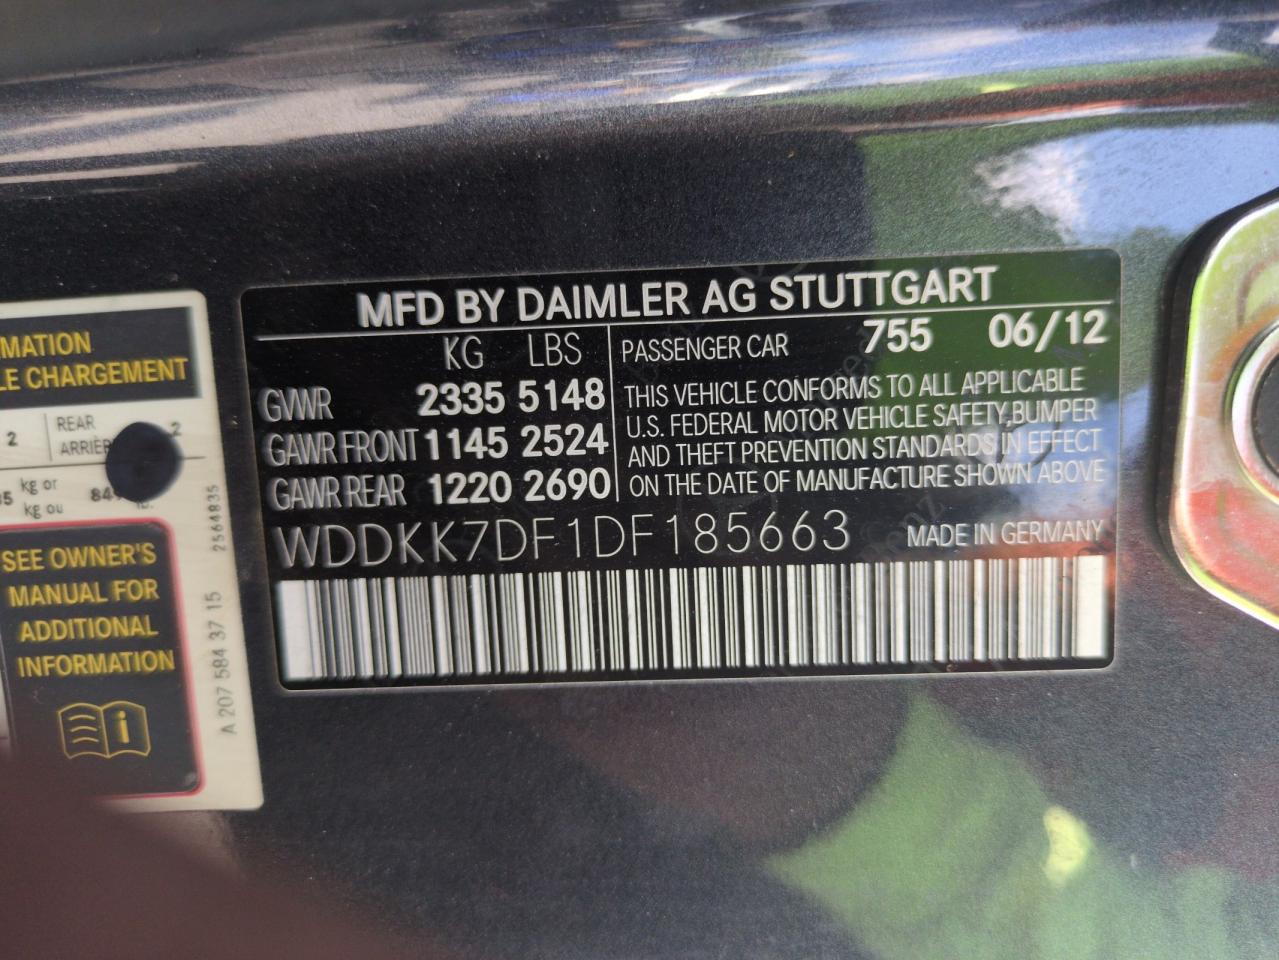 MATION
LE CHARGEMENT
2
REAR
ARRIÈR
2
kg or
kg ou
SEE OWNER'S
MANUAL FOR
ADDITIONAL
INFORMATION
2564835
A 207 584 37 15
MFD BY DAIMLER AG STUTTGART
KG LBS
GVWR 2335 5148
GAWR FRONT 1145 2524
GAWR REAR 1220 2690
PASSENGER CAR 755 06/12
THIS VEHICLE CONFORMS TO ALL APPLICABLE
U.S. FEDERAL MOTOR VEHICLE SAFETY,BUMPER
AND THEFT PREVENTION STANDARDS IN EFFECT
ON THE DATE OF MANUFACTURE SHOWN ABOVE
WDDKK7DF1DF185663 MADE IN GERMANY